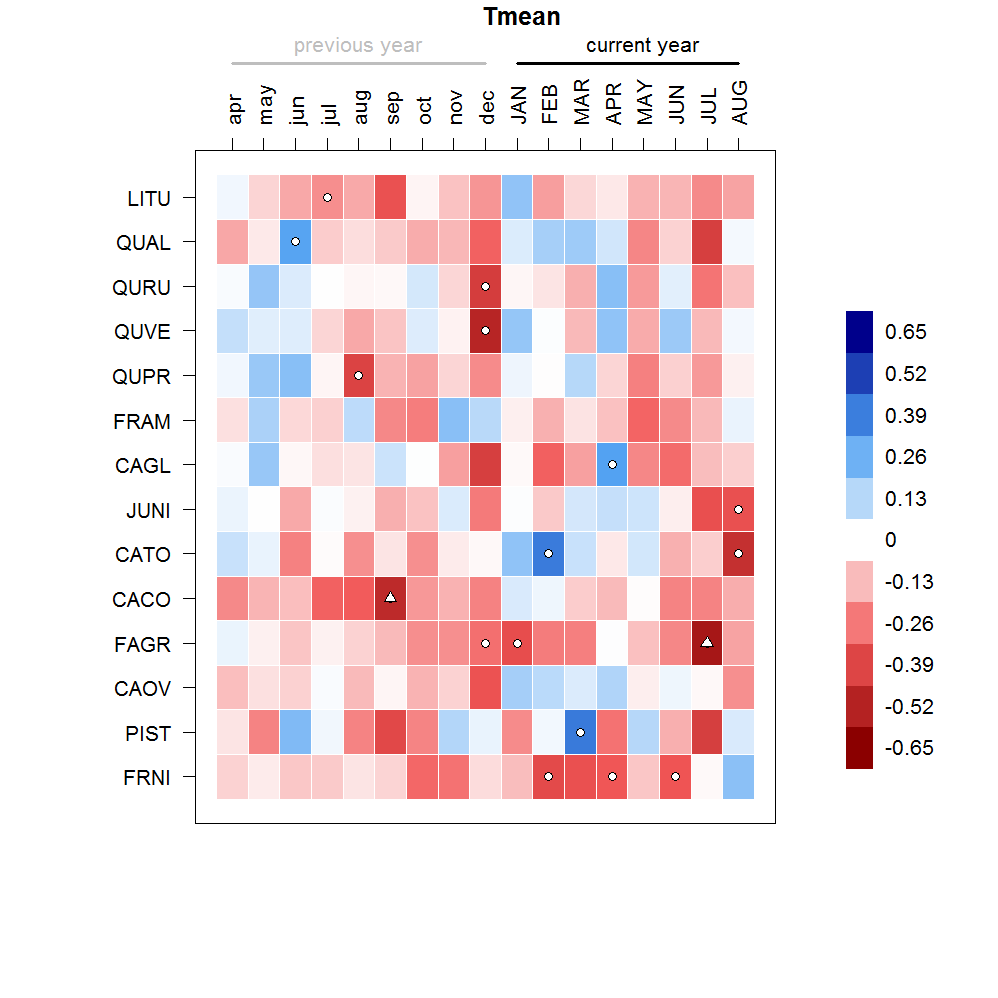 Tmean
previous year current year
apr may jun jul aug sep oct nov dec JAN FEB MAR APR MAY JUN JUL AUG
LITU
QUAL
QURU
QUVE
QUPR
FRAM
CAGL
JUNI
CATO
CACO
FAGR
CAOV
PIST
FRNI
0.65
0.52
0.39
0.26
0.13
0
-0.13
-0.26
-0.39
-0.52
-0.65